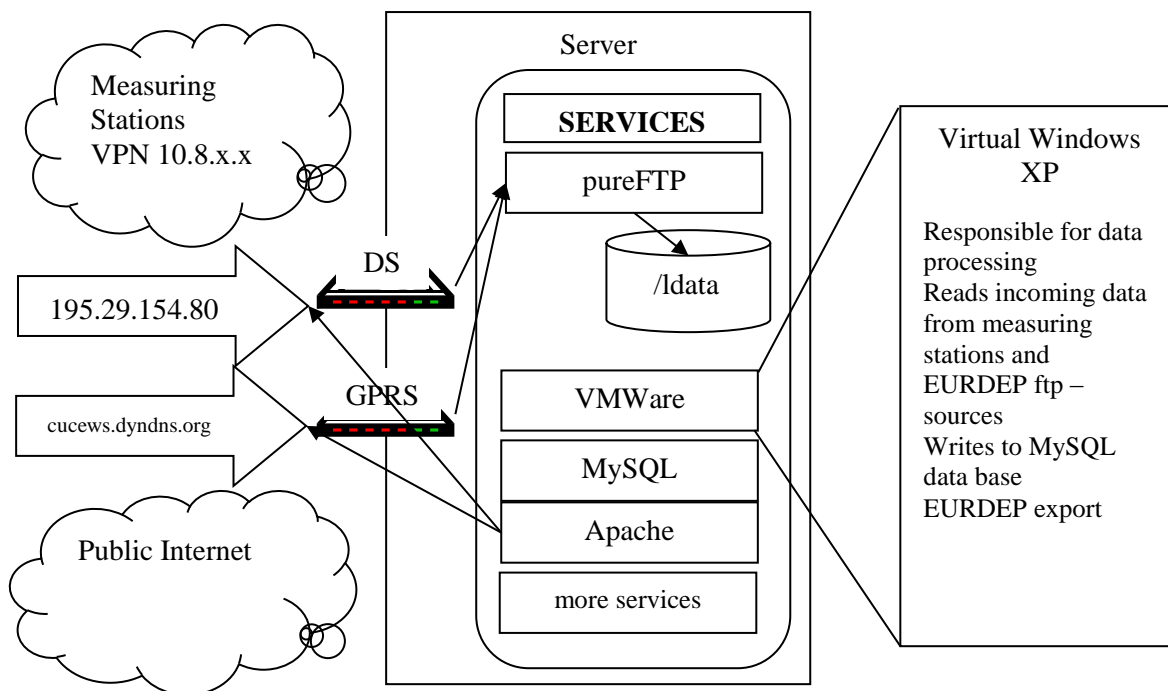 Measuring
Stations
VPN 10.8.x.x
195.29.154.80
cucews.dyndns.org
Public Internet
DS
GPRS
Server
SERVICES
pureFTP
/ldata
VMWare
MySQL
Apache
more services
Virtual Windows
XP
Responsible for data
processing
Reads incoming data
from measuring
stations and
EURDEP ftp –
sources
Writes to MySQL
data base
EURDEP export